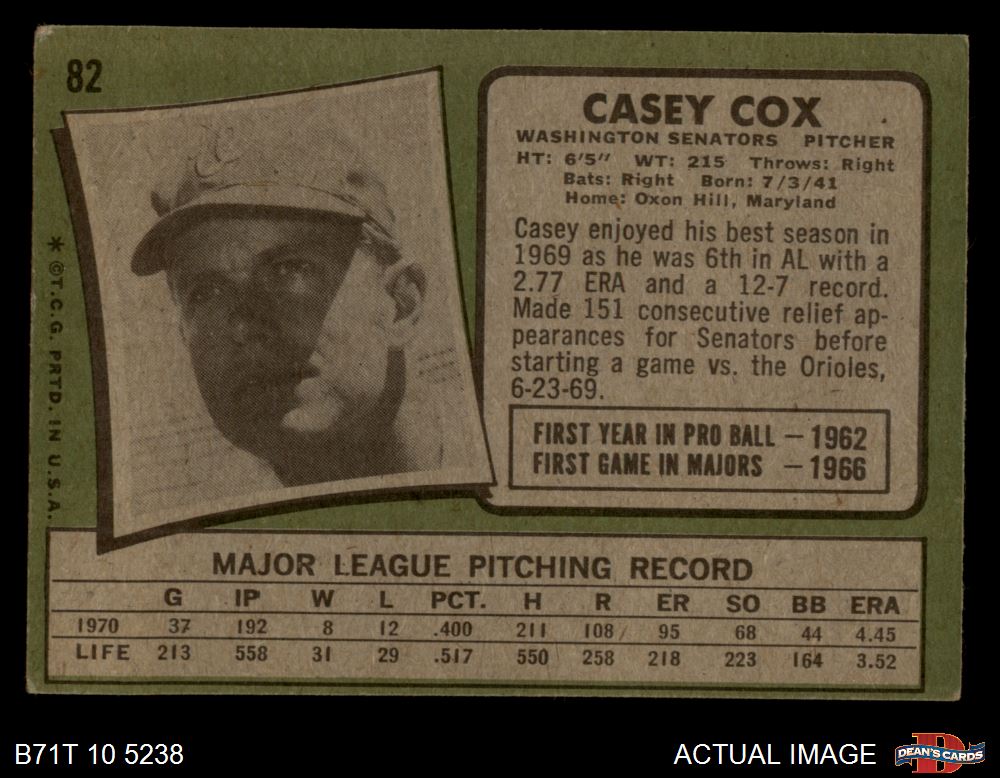 82
CASEY COX
WASHINGTON SENATORS PITCHER
HT: 6'5" WT: 215 Throws: Right
Bats: Right Born: 7/3/41
Home: Oxon Hill, Maryland
Casey enjoyed his best season in
1969 as he was 6th in AL with a
2.77 ERA and a 12-7 record.
Made 151 consecutive relief ap-
pearances for Senators before
starting a game vs. the Orioles,
6-23-69.
FIRST YEAR IN PRO BALL — 1962
FIRST GAME IN MAJORS — 1966
* ©T.C.G. PRTD. IN U.S.A.
MAJOR LEAGUE PITCHING RECORD
G IP W L PCT. H R ER SO BB ERA
1970 37 192 8 12 .400 211 108 95 68 44 4.45
LIFE 213 558 31 29 .517 550 258 218 223 164 3.52
B71T 10 5238
ACTUAL IMAGE
DEAN'S CARDS